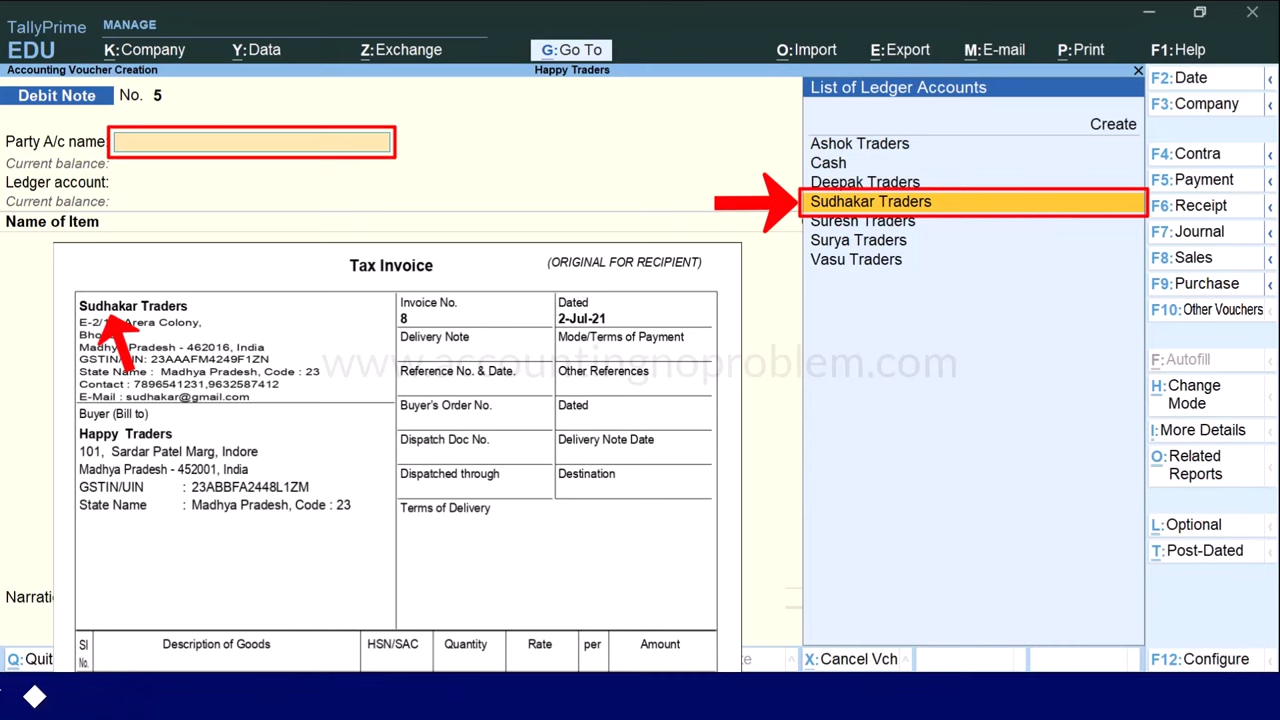 TallyPrime MANAGE
EDU K:Company Y:Data Z:Exchange G:Go To O:Import E:Export M:E-mail P:Print F1:Help
Accounting Voucher Creation Happy Traders
Debit Note No. 5
Party A/c name:
Current balance:
Ledger account:
Current balance:
Name of Item
List of Ledger Accounts
Create
Ashok Traders
Cash
Deepak Traders
Sudhakar Traders
Suresh Traders
Surya Traders
Vasu Traders
F2:Date
F3:Company
F4:Contra
F5:Payment
F6:Receipt
F7:Journal
F8:Sales
F9:Purchase
F10:Other Vouchers
F:Autofill
H:Change
Mode
I:More Details
O:Related
Reports
L:Optional
T:Post-Dated
F12:Configure
Tax Invoice (ORIGINAL FOR RECIPIENT)
Sudhakar Traders
Arera Colony,
Madhya Pradesh - 462016, India
GSTIN/UIN: 23AAAFM4249F1ZN
State Name : Madhya Pradesh, Code : 23
Contact : 7896541231,9632587412
E-Mail : sudhakar@gmail.com
Buyer (Bill to)
Happy Traders
101, Sardar Patel Marg, Indore
Madhya Pradesh - 452001, India
GSTIN/UIN : 23ABBFA2448L1ZM
State Name : Madhya Pradesh, Code : 23
Invoice No. Dated
8 2-Jul-21
Delivery Note Mode/Terms of Payment
Reference No. & Date. Other References
Buyer's Order No. Dated
Dispatch Doc No. Delivery Note Date
Dispatched through Destination
Terms of Delivery
www.accountingnoproblem.com
Sl
No. Description of Goods HSN/SAC Quantity Rate per Amount
Q:Quit X:Cancel Vch